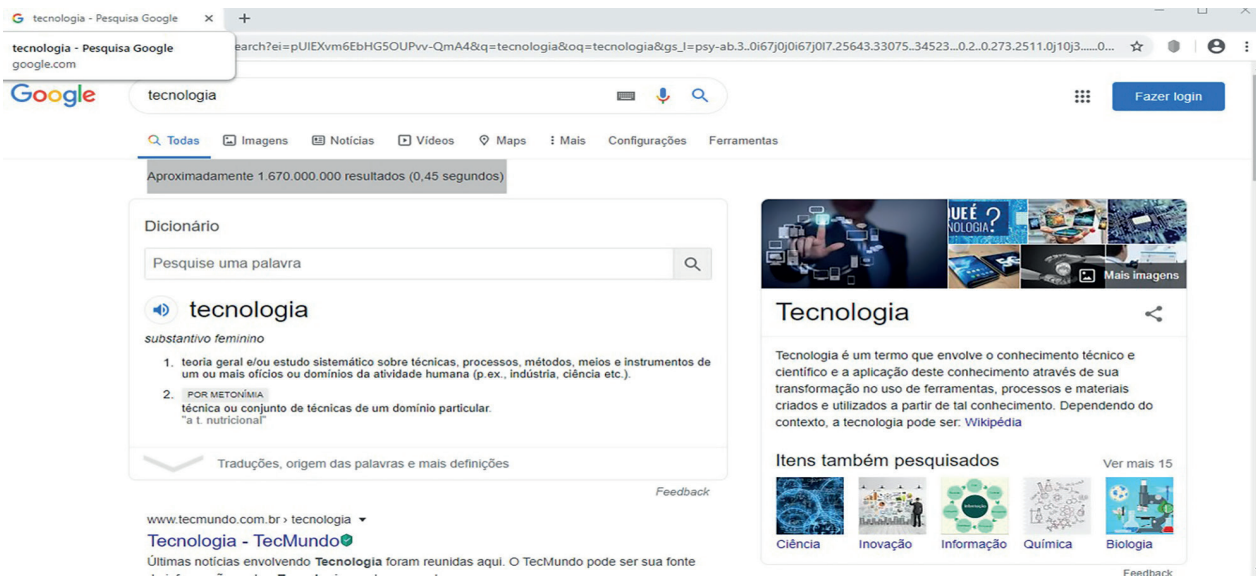 tecnologia - Pesquisa Google
tecnologia - Pesquisa Google
google.com
earch?ei=pUIEXvm6EbHG5OUPvv-QmA4&q=tecnologia&oq=tecnologia&gs_l=psy-ab.3..0i67j0j0i67j0l7.25643.33075..34523...0.2..0.273.2511.0j10j3......0...
Google
tecnologia
Fazer login
Todas Imagens Notícias Vídeos Maps Mais Configurações Ferramentas
Aproximadamente 1.670.000.000 resultados (0,45 segundos)
Dicionário
Pesquise uma palavra
tecnologia
substantivo feminino
1. teoria geral e/ou estudo sistemático sobre técnicas, processos, métodos, meios e instrumentos de
um ou mais ofícios ou domínios da atividade humana (p.ex., indústria, ciência etc.).
2. POR METONÍMIA
técnica ou conjunto de técnicas de um domínio particular.
"a t. nutricional"
Traduções, origem das palavras e mais definições
Feedback
www.tecmundo.com.br › tecnologia
Tecnologia - TecMundo
Últimas notícias envolvendo Tecnologia foram reunidas aqui. O TecMundo pode ser sua fonte
QUE É ?
NOLOGIA
5G
Mais imagens
Tecnologia
Tecnologia é um termo que envolve o conhecimento técnico e
científico e a aplicação deste conhecimento através de sua
transformação no uso de ferramentas, processos e materiais
criados e utilizados a partir de tal conhecimento. Dependendo do
contexto, a tecnologia pode ser: Wikipédia
Itens também pesquisados
Ver mais 15
Ciência Inovação Informação Química Biologia
Feedback